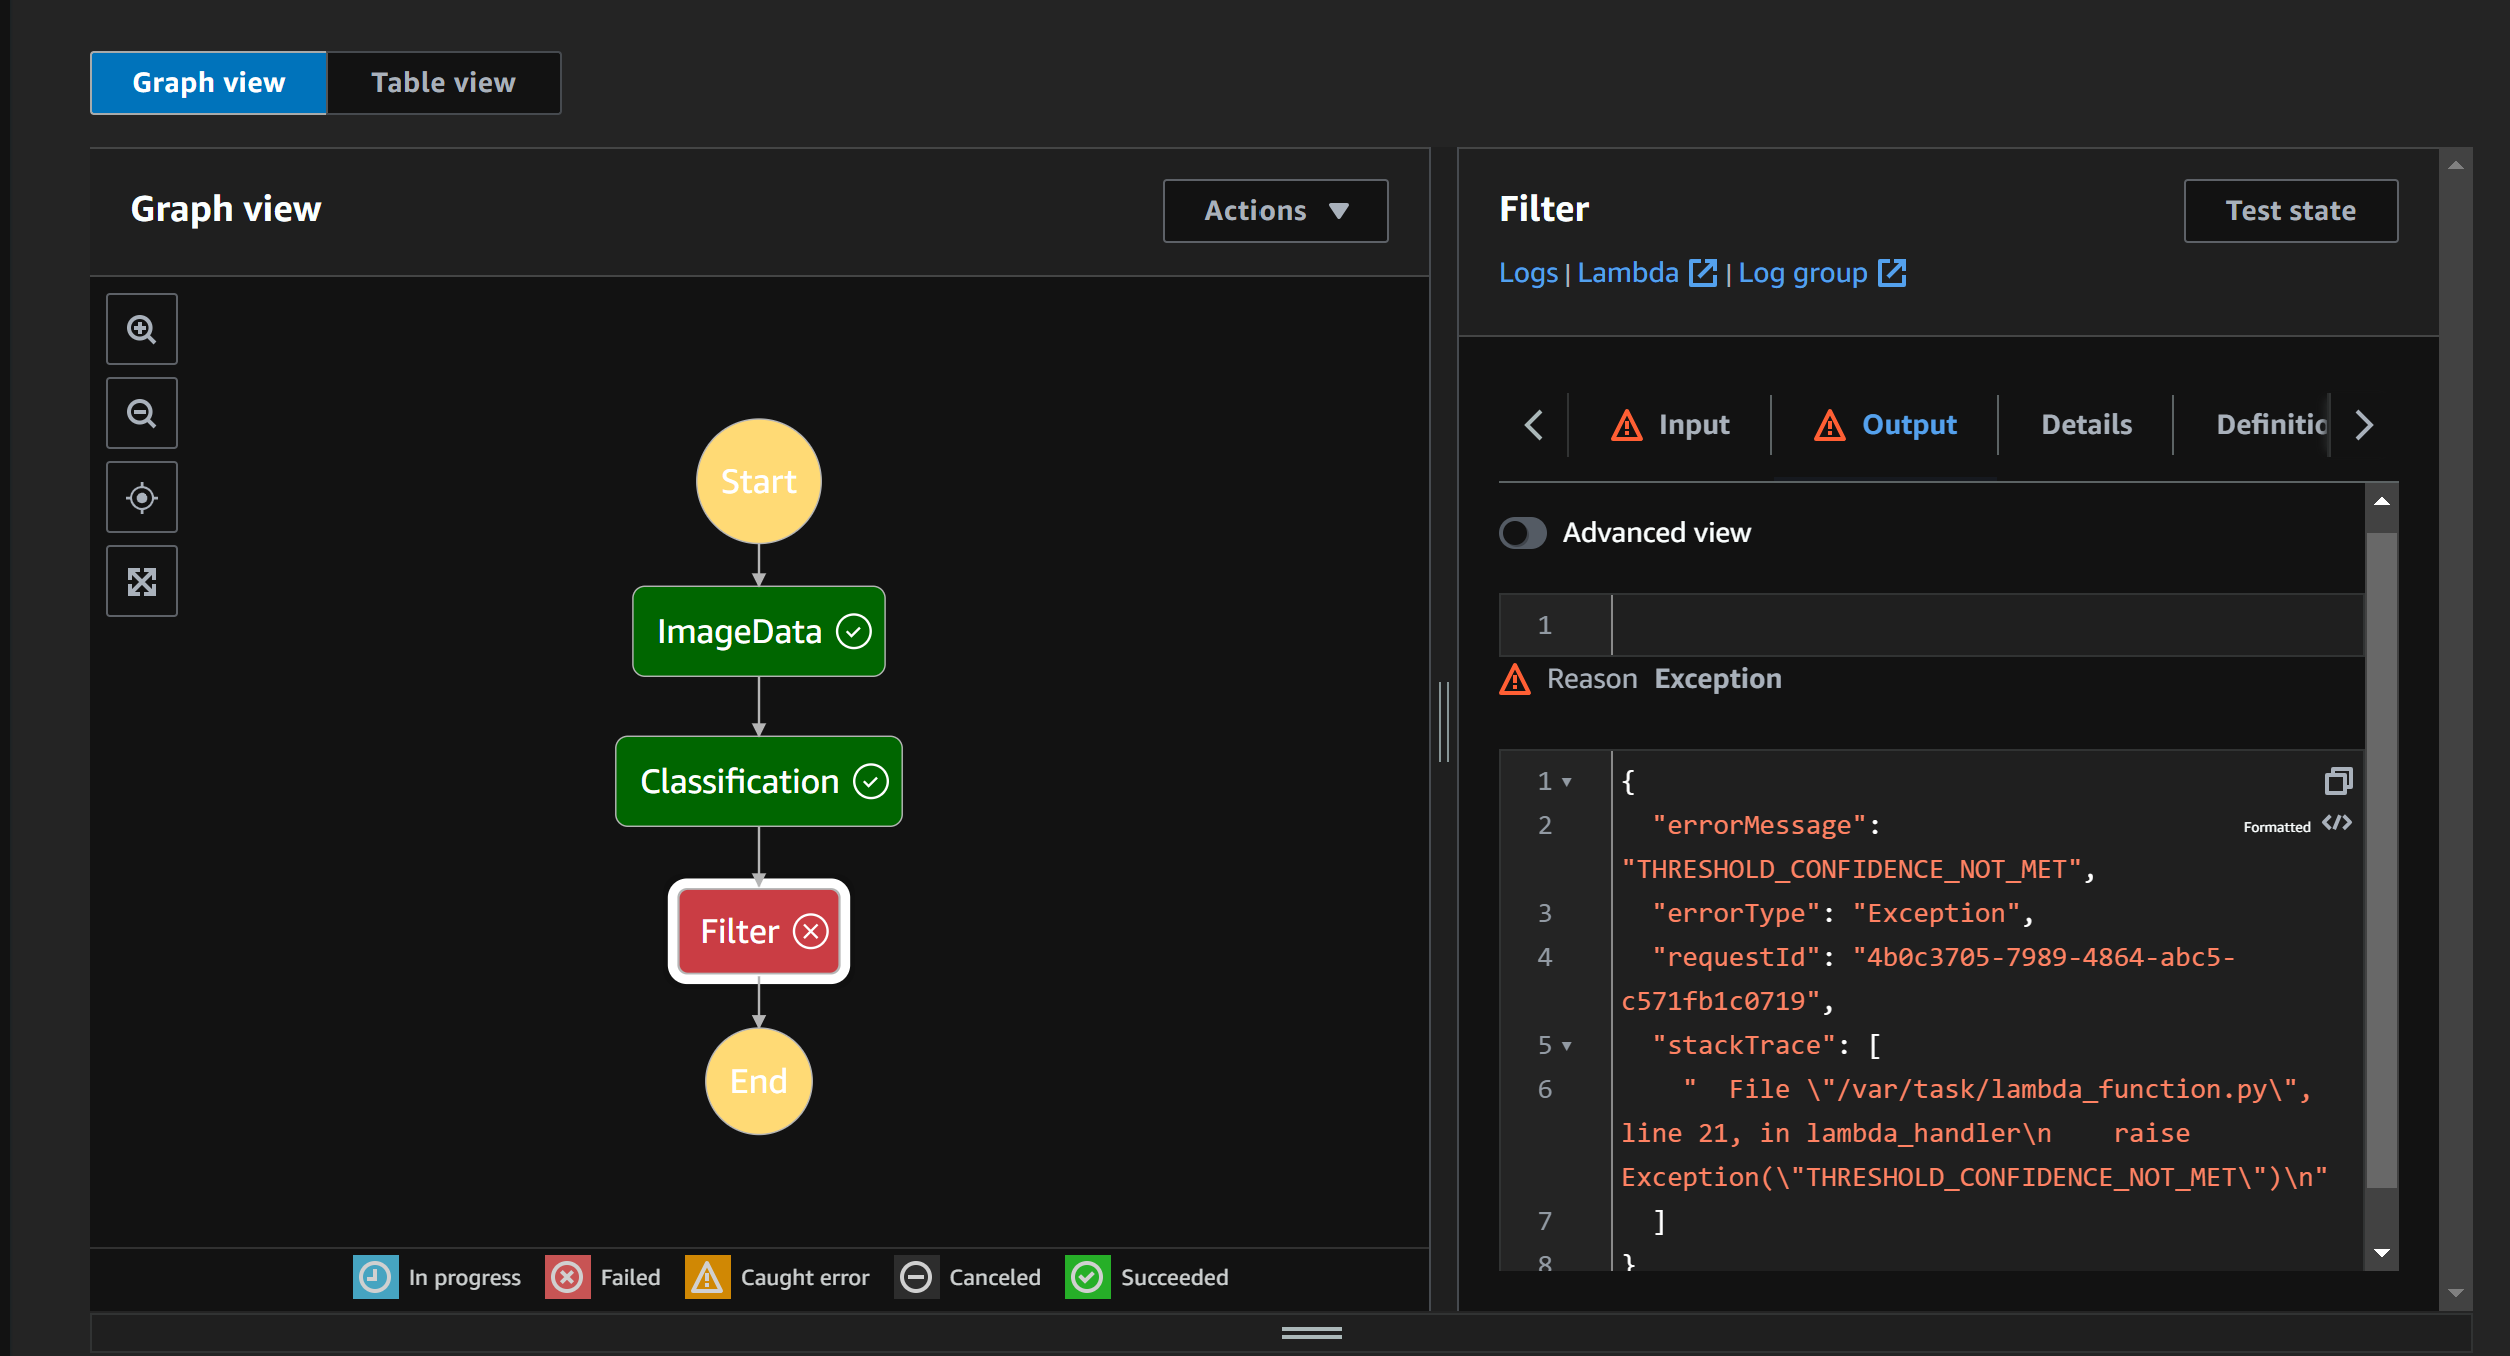 Graph view
Table view
Graph view
Actions
Start
ImageData
Classification
Filter
End
In progress
Failed
Caught error
Canceled
Succeeded
Filter
Test state
Logs | Lambda | Log group
Input
Output
Details
Definitio
Advanced view
1
Reason Exception
Formatted
1 {
2 "errorMessage":
"THRESHOLD_CONFIDENCE_NOT_MET",
3 "errorType": "Exception",
4 "requestId": "4b0c3705-7989-4864-abc5-
c571fb1c0719",
5 "stackTrace": [
6 "  File \"/var/task/lambda_function.py\",
line 21, in lambda_handler\n    raise
Exception(\"THRESHOLD_CONFIDENCE_NOT_MET\")\n"
7 ]
8 }